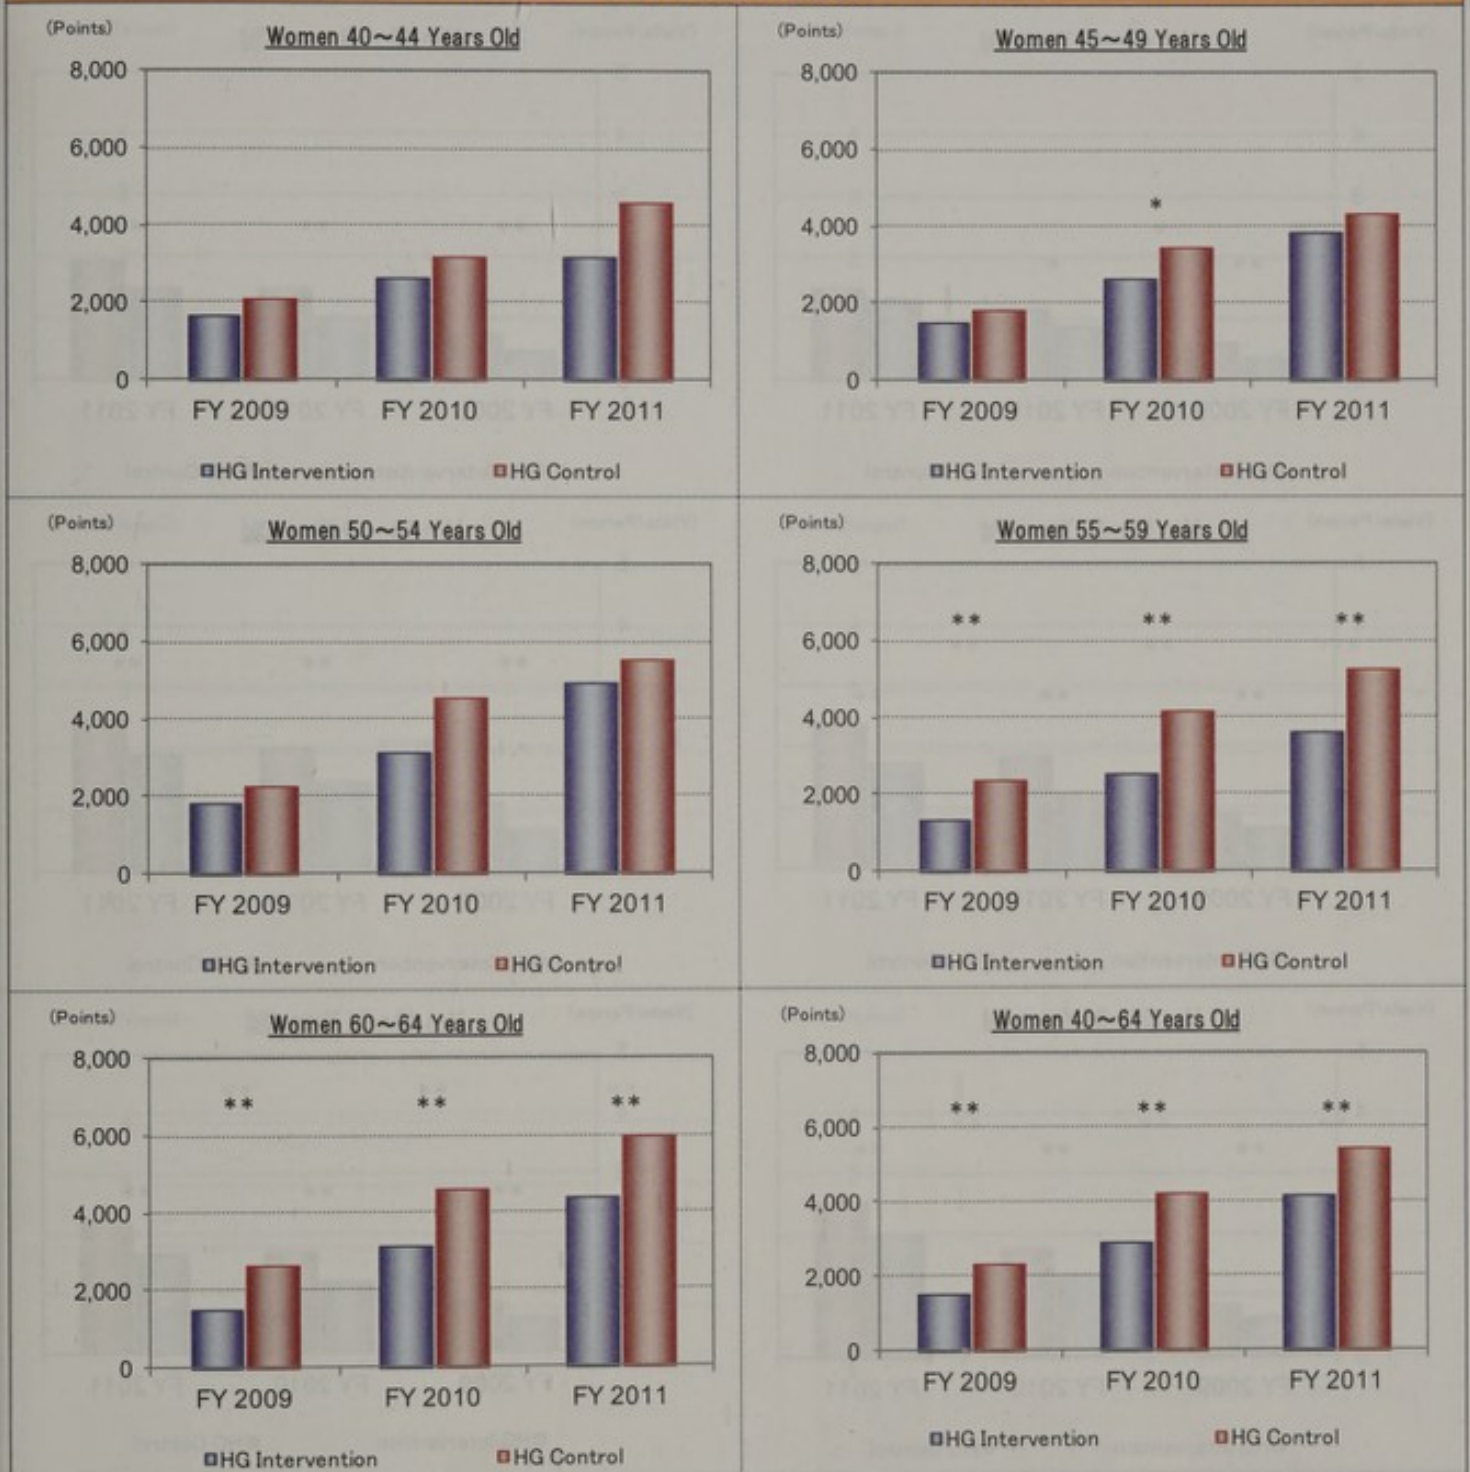 (Points)
Women 40～44 Years Old
8,000
6,000
4,000
2,000
0
*FY 2009 FY 2010 FY 2011
HG Intervention HG Control
(Points)
Women 45～49 Years Old
8,000
6,000
*
4,000
2,000
0
FY 2009 FY 2010 FY 2011
HG Intervention HG Control
(Points)
Women 50～54 Years Old
8,000
6,000
4,000
2,000
0
FY 2009 FY 2010 FY 2011
HG Intervention HG Control
(Points)
Women 55～59 Years Old
8,000
** ** **
6,000
4,000
2,000
0
FY 2009 FY 2010 FY 2011
HG Intervention HG Control
(Points)
Women 60～64 Years Old
8,000
** ** **
6,000
4,000
2,000
0
FY 2009 FY 2010 FY 2011
HG Intervention HG Control
(Points)
Women 40～64 Years Old
8,000
** ** **
6,000
4,000
2,000
0
FY 2009 FY 2010 FY 2011
HG Intervention HG Control